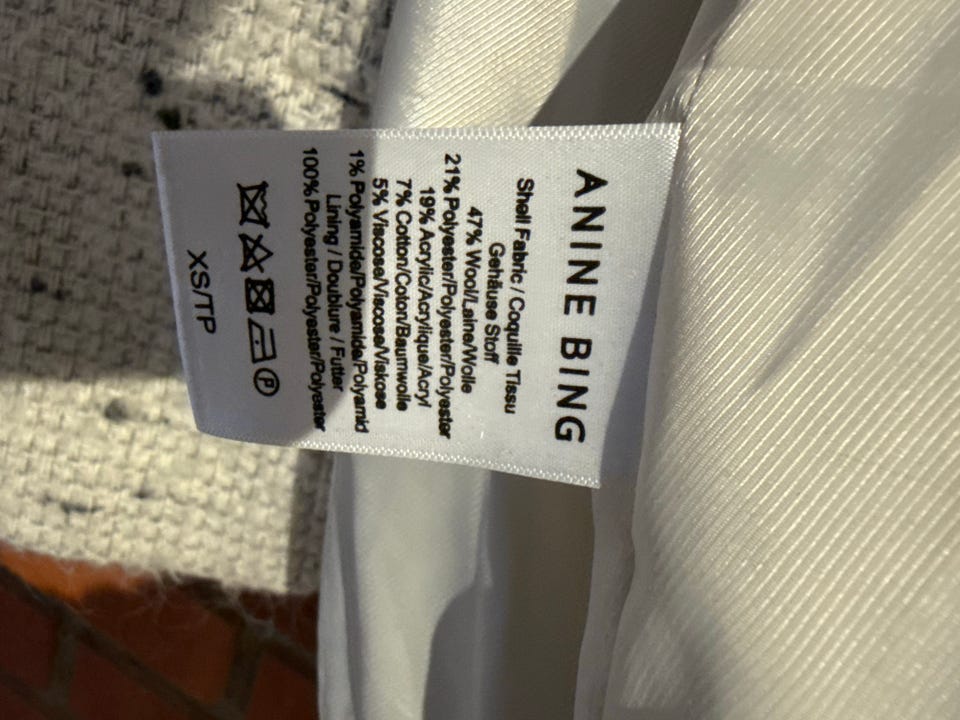 ANINE BING
Shell Fabric / Coquille Tissu
Gehäuse Stoff
47% Wool/Laine/Wolle
21% Polyester/Polyester/Polyester
19% Acrylic/Acrylique/Acryl
7% Cotton/Coton/Baumwolle
5% Viscose/Viscose/Viskose
1% Polyamide/Polyamide/Polyamid
Lining / Doublure / Futter
100% Polyester/Polyester/Polyester
P
XS/TP